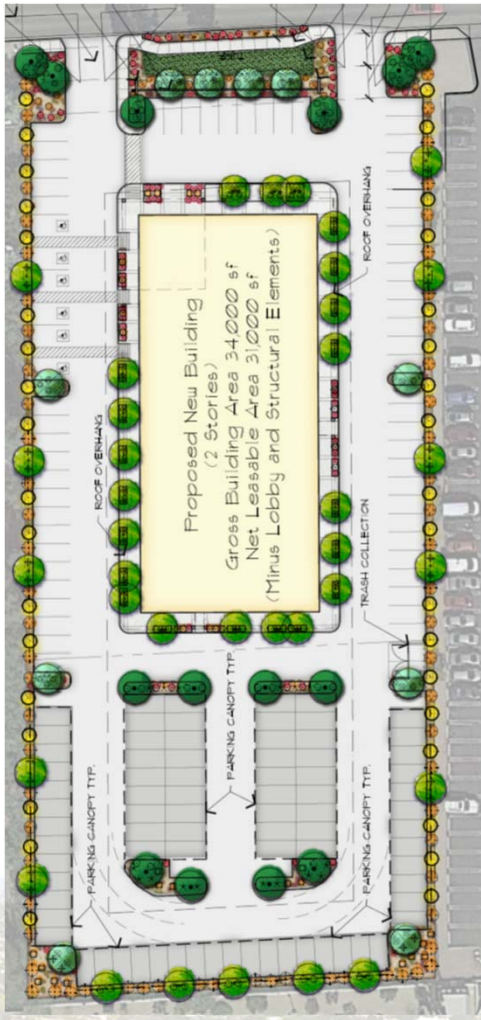 ROOF OVERHANG
Proposed New Building
(2 Stories)
Gross Building Area 34,000 sf
Net Leasable Area 31,000 sf
(Minus Lobby and Structural Elements)
ROOF OVERHANG
TRASH COLLECTION
PARKING CANOPY TYP.
PARKING CANOPY TYP.
PARKING CANOPY TYP.